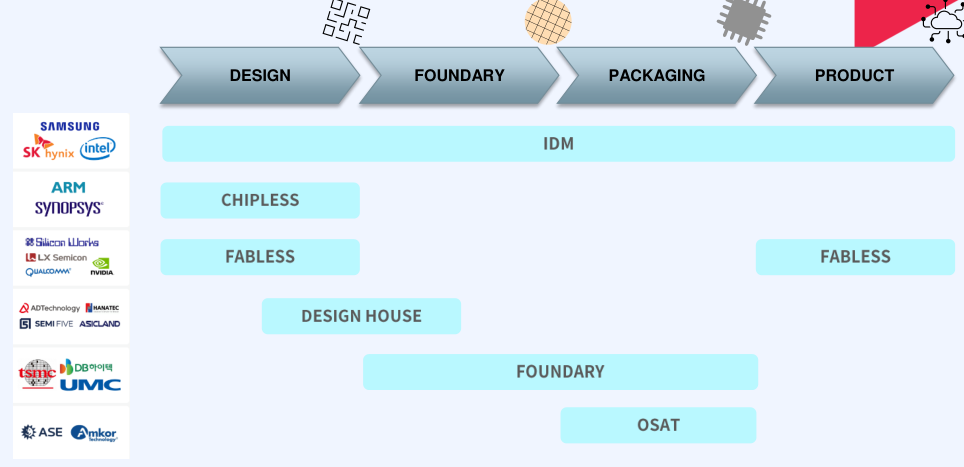 DESIGN
FOUNDARY
PACKAGING
PRODUCT
SAMSUNG
SK hynix
intel
IDM
ARM
SYNOPSYS
CHIPLESS
Silicon Works
LX Semicon
QUALCOMM
NVIDIA
FABLESS
FABLESS
ADTechnology
HANATEC
SEMIFIVE
ASICLAND
DESIGN HOUSE
tsmc
DB하이텍
UMC
FOUNDARY
ASE
Amkor
Technology
OSAT